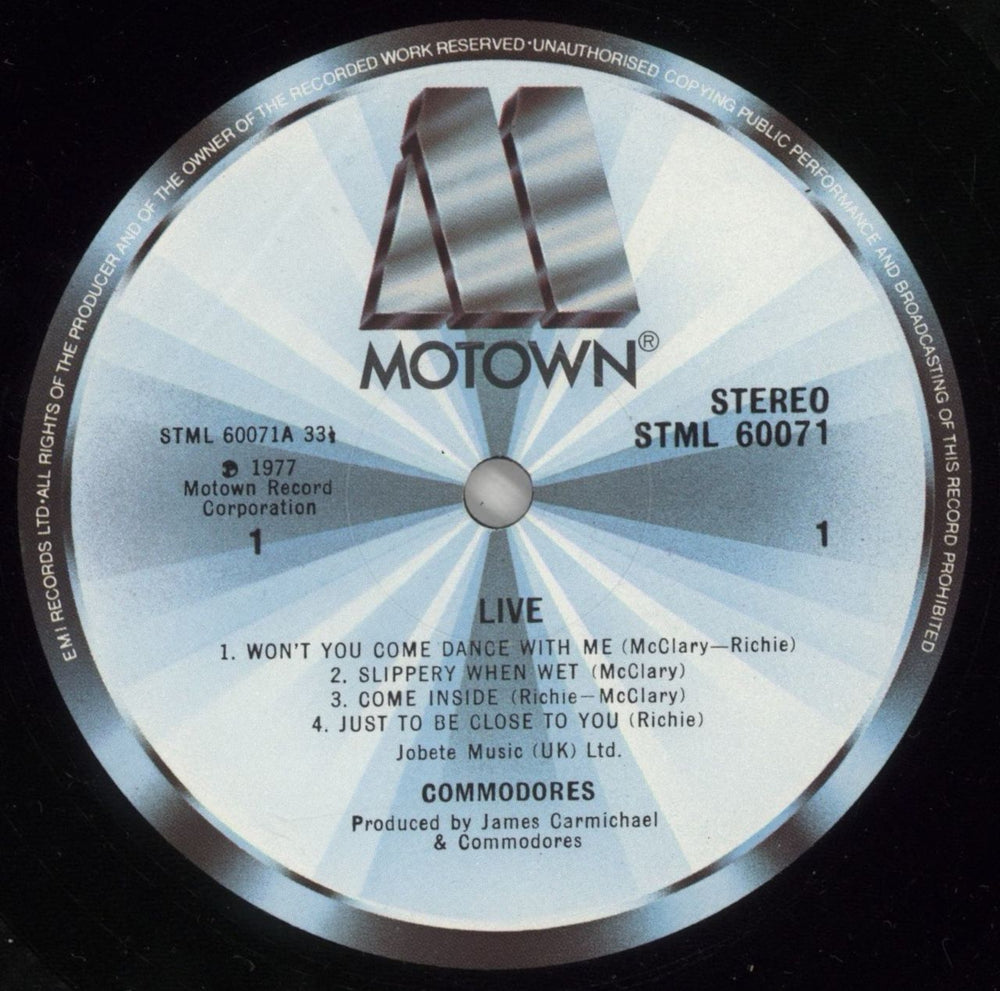 EMI RECORDS LTD·ALL RIGHTS OF THE PRODUCER AND OF THE OWNER OF THE RECORDED WORK RESERVED·UNAUTHORISED COPYING PUBLIC PERFORMANCE AND BROADCASTING OF THIS RECORD PROHIBITED
MOTOWN®
STEREO
STML 60071
STML 60071A 33⅓
℗ 1977
Motown Record
Corporation
1
1
LIVE
1. WON'T YOU COME DANCE WITH ME (McClary—Richie)
2. SLIPPERY WHEN WET (McClary)
3. COME INSIDE (Richie—McClary)
4. JUST TO BE CLOSE TO YOU (Richie)
Jobete Music (UK) Ltd.
COMMODORES
Produced by James Carmichael
& Commodores